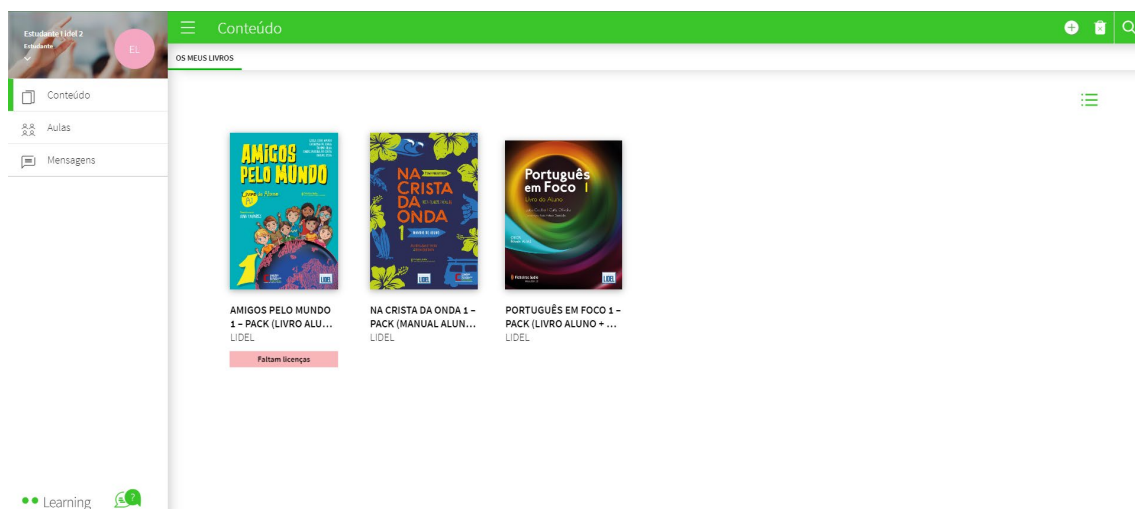 Estudante Lidel 2
Estudante
EL
Conteúdo
Aulas
Mensagens
Learning
?
Conteúdo
OS MEUS LIVROS
AMIGOS
PELO MUNDO
Livro do Aluno
1
LIDEL
AMIGOS PELO MUNDO
1 – PACK (LIVRO ALU...
LIDEL
Faltam licenças
NA
CRISTA
DA
ONDA
1
LIDEL
NA CRISTA DA ONDA 1 –
PACK (MANUAL ALUN...
LIDEL
Português
em Foco 1
Livro do Aluno
LIDEL
PORTUGUÊS EM FOCO 1 –
PACK (LIVRO ALUNO + ...
LIDEL